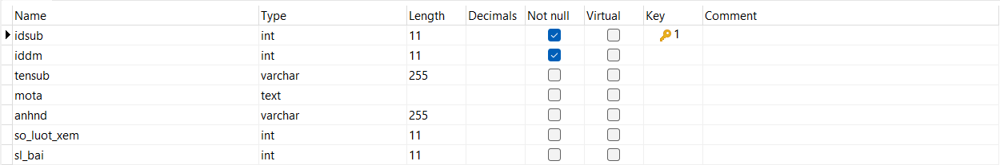 Name Type Length Decimals Not null Virtual Key Comment
idsub int 11 1
iddm int 11
tensub varchar 255
mota text
anhnd varchar 255
so_luot_xem int 11
sl_bai int 11